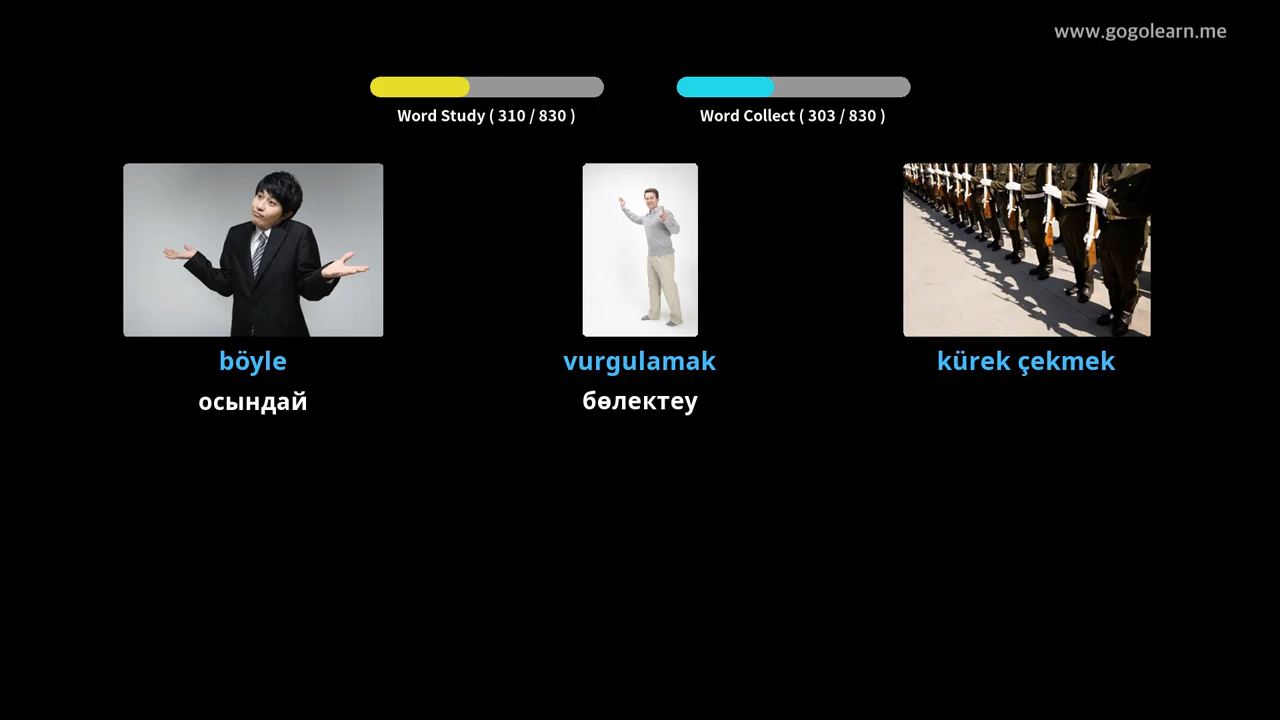 www.gogolearn.me
Word Study ( 310 / 830 )
Word Collect ( 303 / 830 )
böyle
vurgulamak
kürek çekmek
осындай
бөлектеу